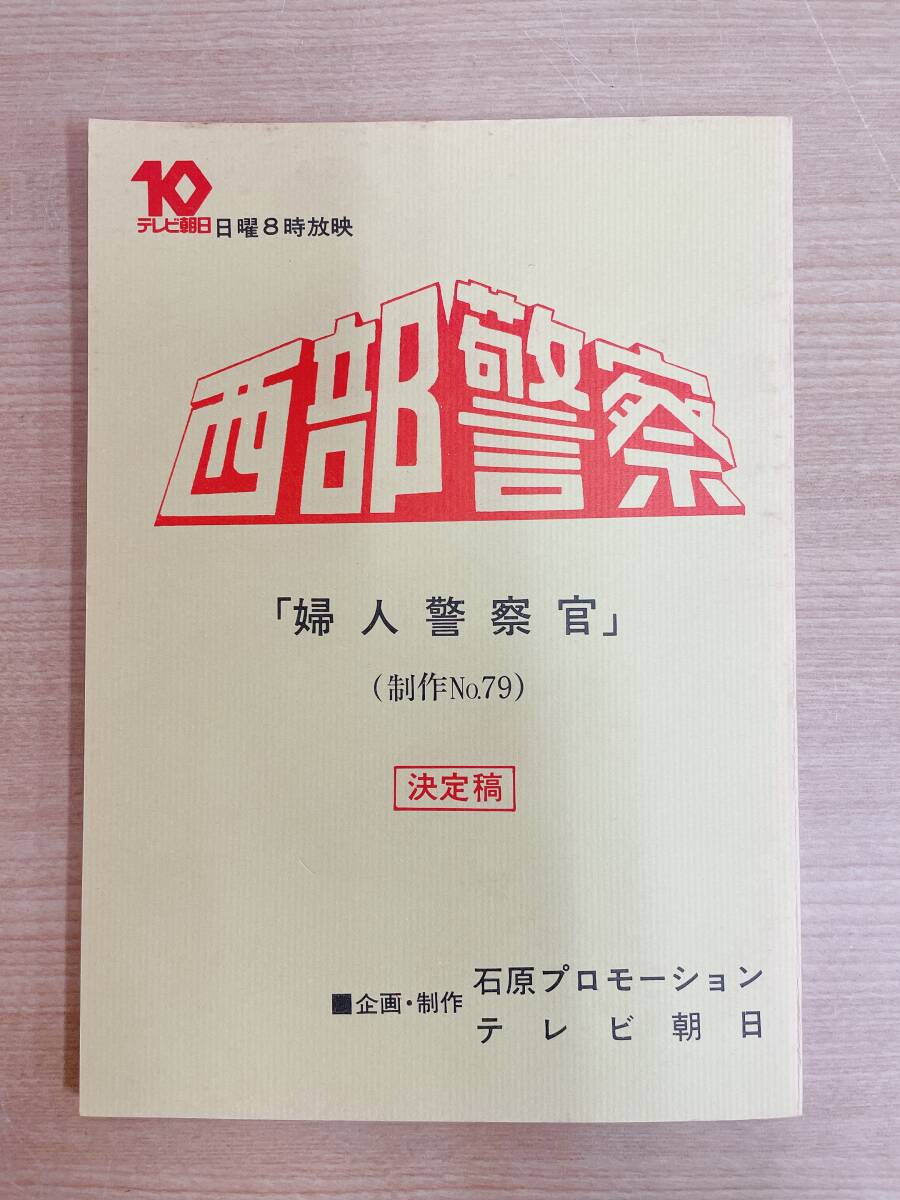 10
テレビ朝日 日曜8時放映
西部警察
「婦人警察官」
(制作No.79)
決定稿
■企画・制作 石原プロモーション
テレビ朝日